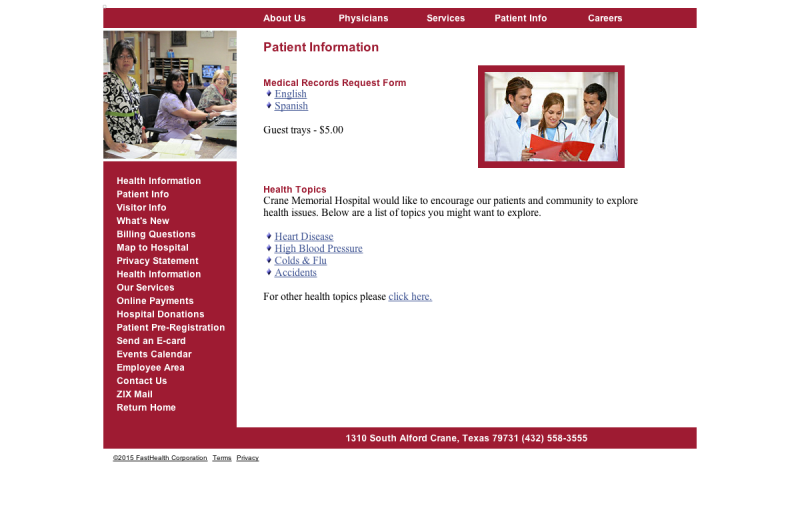 About Us Physicians Services Patient Info Careers
Patient Information
Medical Records Request Form
English
Spanish
Guest trays - $5.00
Health Topics
Crane Memorial Hospital would like to encourage our patients and community to explore
health issues. Below are a list of topics you might want to explore.
Heart Disease
High Blood Pressure
Colds & Flu
Accidents
For other health topics please click here.
Health Information
Patient Info
Visitor Info
What's New
Billing Questions
Map to Hospital
Privacy Statement
Health Information
Our Services
Online Payments
Hospital Donations
Patient Pre-Registration
Send an E-card
Events Calendar
Employee Area
Contact Us
ZIX Mail
Return Home
1310 South Alford Crane, Texas 79731 (432) 558-3555
©2015 FastHealth Corporation Terms Privacy